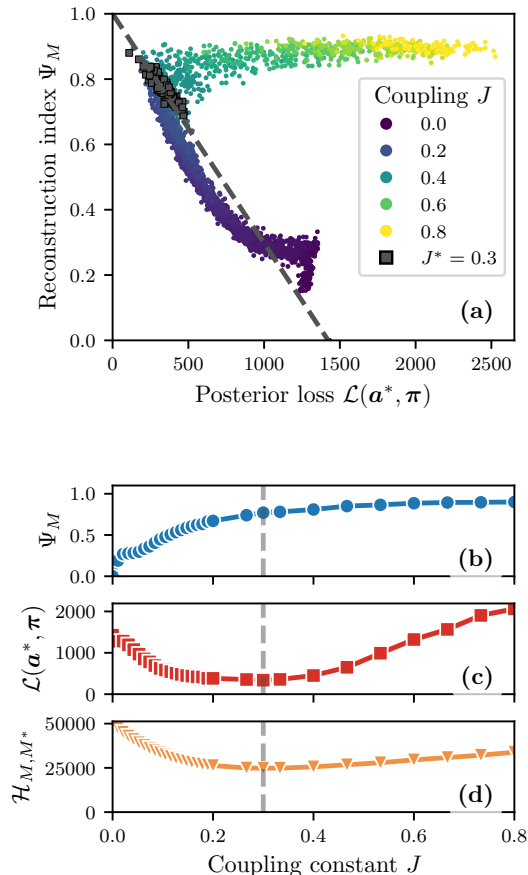 1.0
0.8
0.6
0.4
0.2
0.0
Reconstruction index Ψ_M
Coupling J
0.0
0.2
0.4
0.6
0.8
J* = 0.3
(a)
0 500 1000 1500 2000 2500
Posterior loss ℒ(a*, π)
1.0
0.5
0.0
Ψ_M
(b)
2000
1000
0
ℒ(a*, π)
(c)
50000
25000
0
ℋ_{M,M*}
(d)
0.0 0.2 0.4 0.6 0.8
Coupling constant J